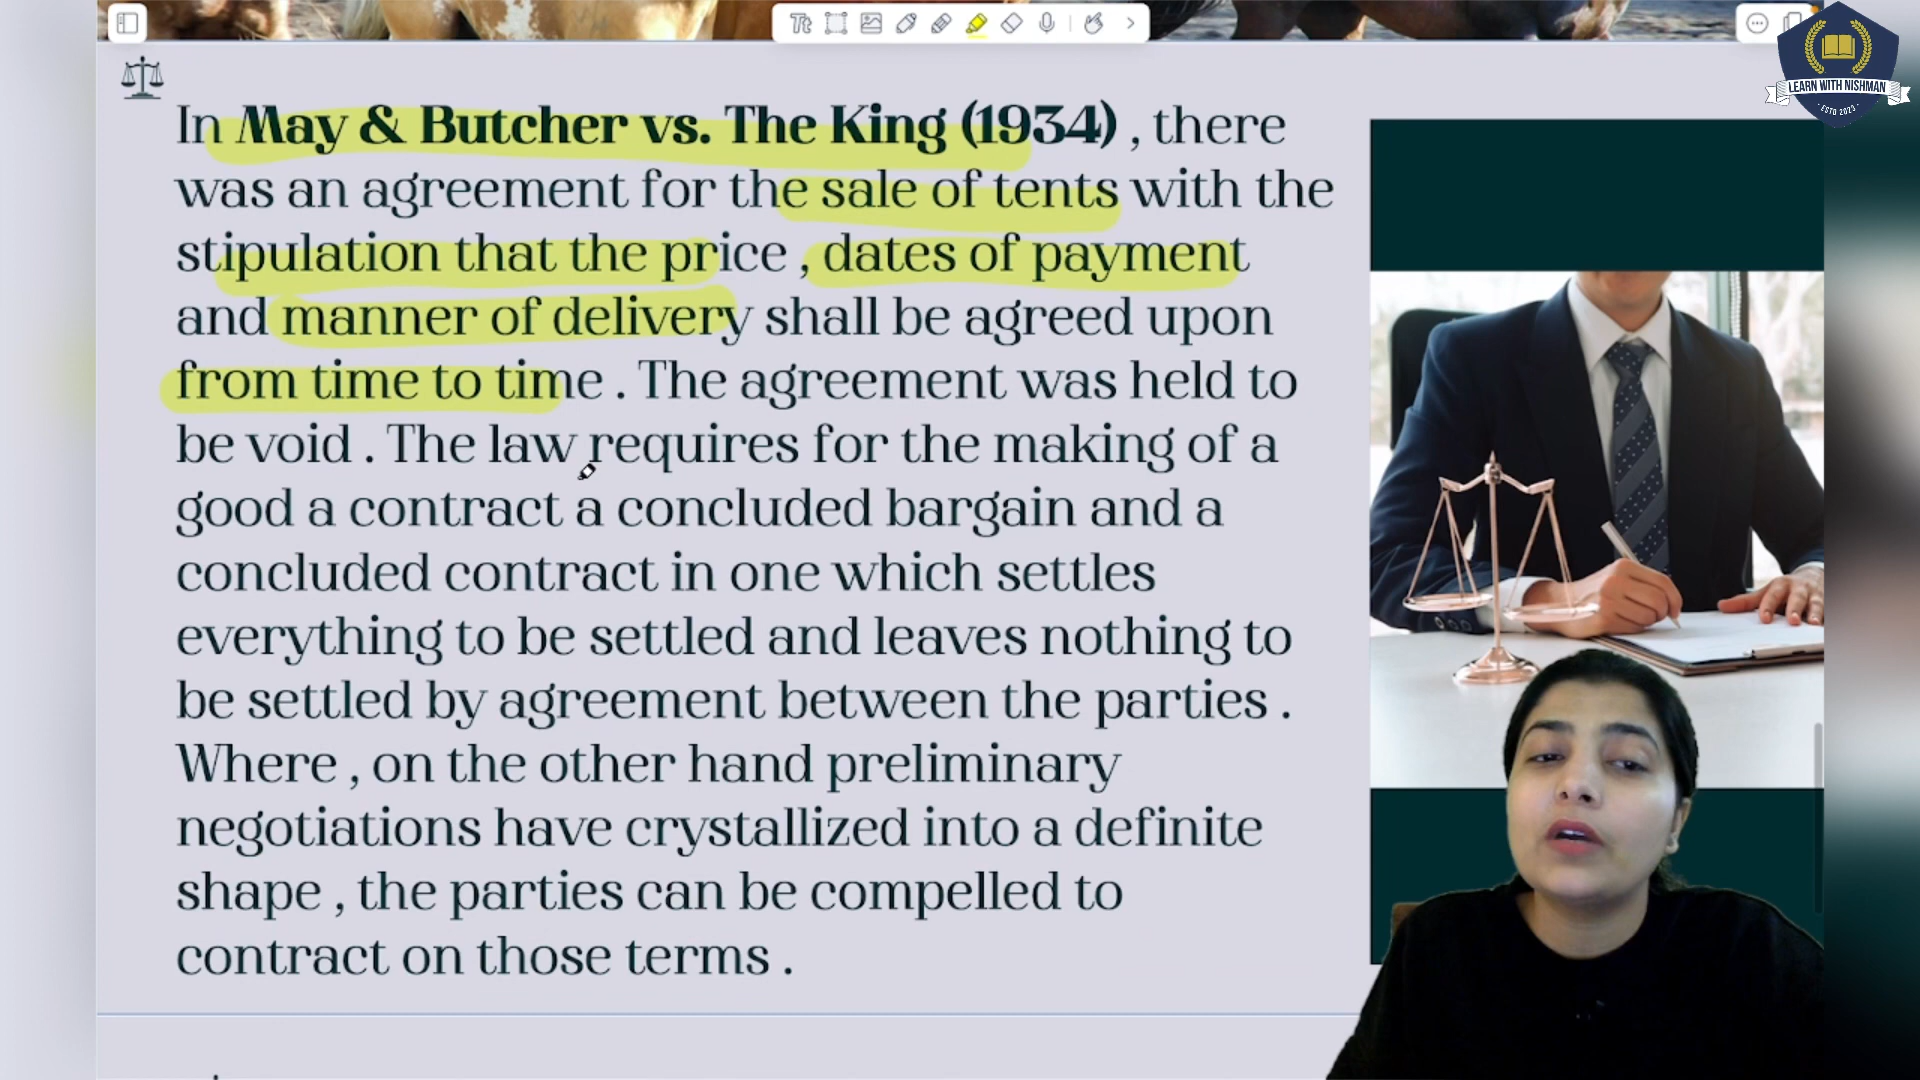 LEARN WITH NISHMAN
ESTD 2023
In May & Butcher vs. The King (1934) , there
was an agreement for the sale of tents with the
stipulation that the price , dates of payment
and manner of delivery shall be agreed upon
from time to time . The agreement was held to
be void . The law requires for the making of a
good a contract a concluded bargain and a
concluded contract in one which settles
everything to be settled and leaves nothing to
be settled by agreement between the parties .
Where , on the other hand preliminary
negotiations have crystallized into a definite
shape , the parties can be compelled to
contract on those terms .